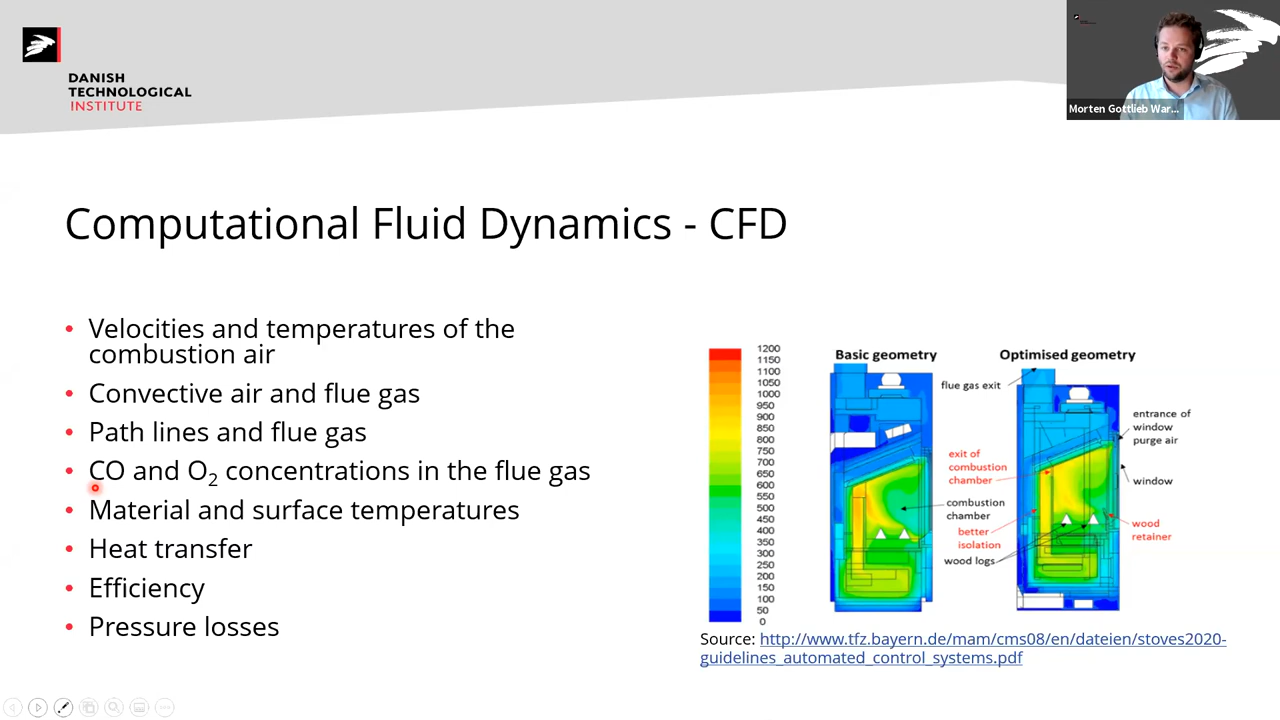 DANISH
TECHNOLOGICAL
INSTITUTE
Morten Gottlieb War...
Computational Fluid Dynamics - CFD
• Velocities and temperatures of the
combustion air
• Convective air and flue gas
• Path lines and flue gas
• CO and O₂ concentrations in the flue gas
• Material and surface temperatures
• Heat transfer
• Efficiency
• Pressure losses
1200
1150
1100
1050
1000
950
900
850
800
750
700
650
600
550
500
450
400
350
300
250
200
150
100
50
0
Basic geometry
Optimised geometry
flue gas exit
entrance of
window
purge air
exit of
combustion
chamber
window
combustion
chamber
better
isolation
wood
retainer
wood logs
Source: http://www.tfz.bayern.de/mam/cms08/en/dateien/stoves2020-
guidelines_automated_control_systems.pdf